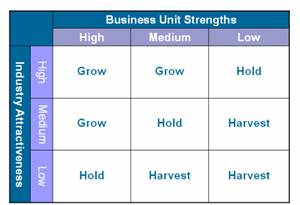 Business Unit Strengths
High Medium Low
Industry Attractiveness
High
Grow Grow Hold
Medium
Grow Hold Harvest
Low
Hold Harvest Harvest